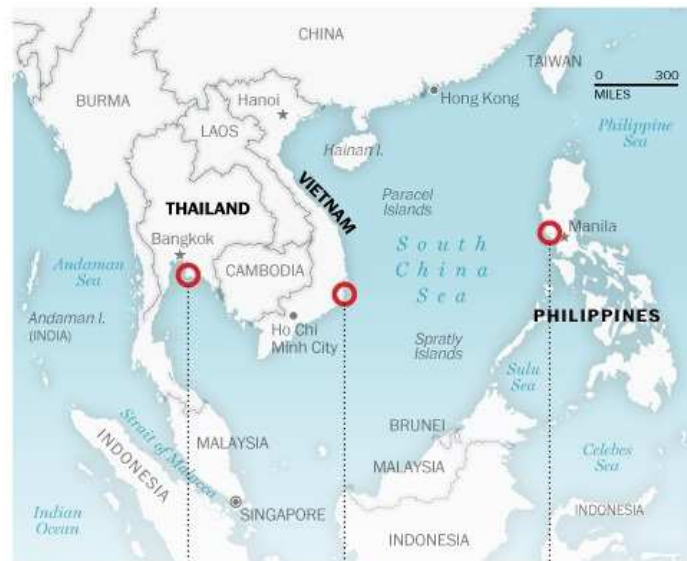 CHINA
TAIWAN
0 300
MILES
BURMA
Hanoi
Hong Kong
LAOS
Philippine
Sea
Hainan I.
VIETNAM
THAILAND
Paracel
Islands
Bangkok
Manila
South
China
Sea
Andaman
Sea
CAMBODIA
Andaman I.
(INDIA)
Ho Chi
Minh City
PHILIPPINES
Spratly
Islands
Sulu
Sea
Strait of Malacca
BRUNEI
INDONESIA
MALAYSIA
MALAYSIA
Celebes
Sea
Indian
Ocean
SINGAPORE
INDONESIA
INDONESIA